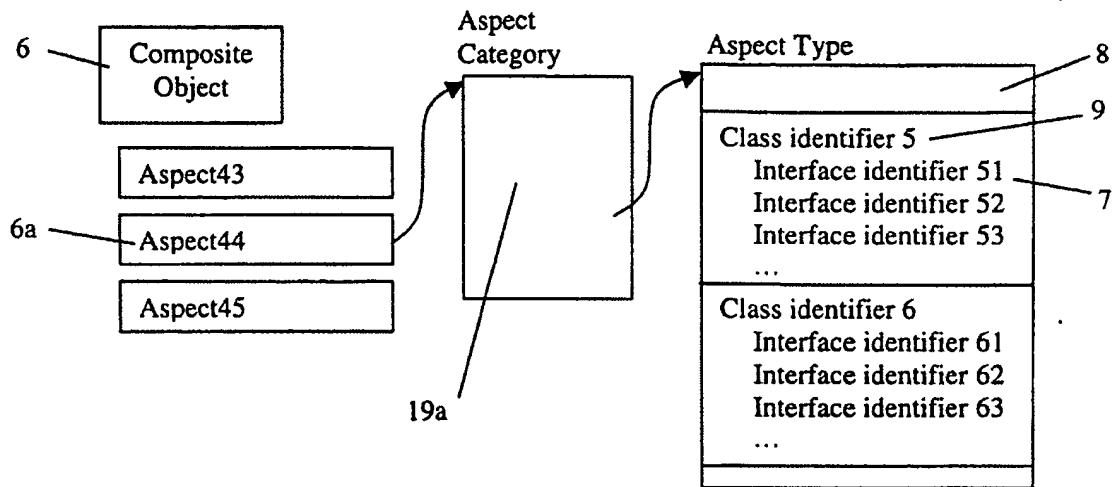 6
Composite
Object
Aspect43
6a
Aspect44
Aspect45
Aspect
Category
19a
Aspect Type
8
9
Class identifier 5
Interface identifier 51
7
Interface identifier 52
Interface identifier 53
...
Class identifier 6
Interface identifier 61
Interface identifier 62
Interface identifier 63
...